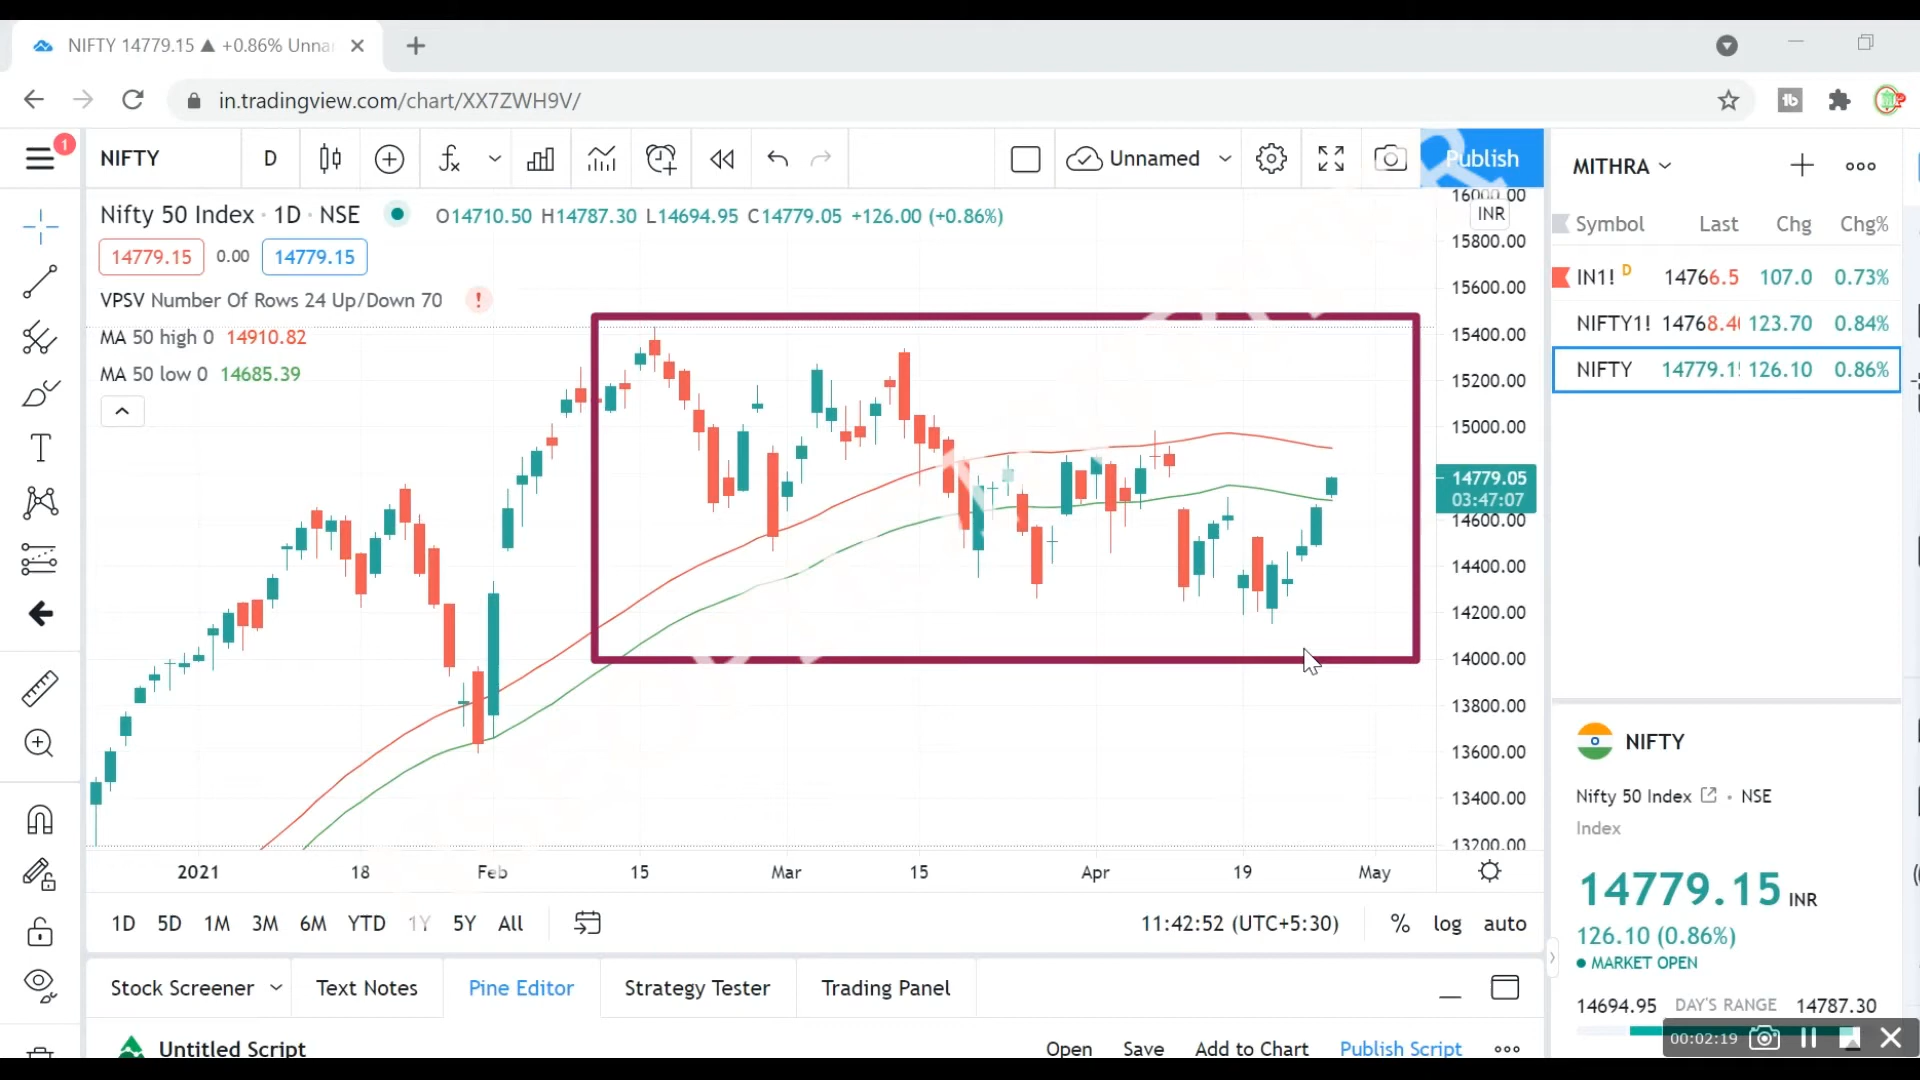 NIFTY 14779.15 ▲ +0.86% Unna
in.tradingview.com/chart/XX7ZWH9V/
1
NIFTY D
Unnamed
Publish
MITHRA
Nifty 50 Index · 1D · NSE
O14710.50 H14787.30 L14694.95 C14779.05 +126.00 (+0.86%)
14779.15 0.00 14779.15
VPSV Number Of Rows 24 Up/Down 70 !
MA 50 high 0 14910.82
MA 50 low 0 14685.39
16000.00
INR
15800.00
15600.00
15400.00
15200.00
15000.00
14779.05
03:47:07
14600.00
14400.00
14200.00
14000.00
13800.00
13600.00
13400.00
13200.00
2021 18 Feb 15 Mar 15 Apr 19 May
1D 5D 1M 3M 6M YTD 1Y 5Y All
11:42:52 (UTC+5:30) % log auto
Stock Screener Text Notes Pine Editor Strategy Tester Trading Panel
Untitled Script
Open Save Add to Chart Publish Script
Symbol Last Chg Chg%
IN1! D 14766.5 107.0 0.73%
NIFTY1! 14768.4 123.70 0.84%
NIFTY 14779.1 126.10 0.86%
NIFTY
Nifty 50 Index · NSE
Index
14779.15 INR
126.10 (0.86%)
MARKET OPEN
14694.95 DAY'S RANGE 14787.30
00:02:19